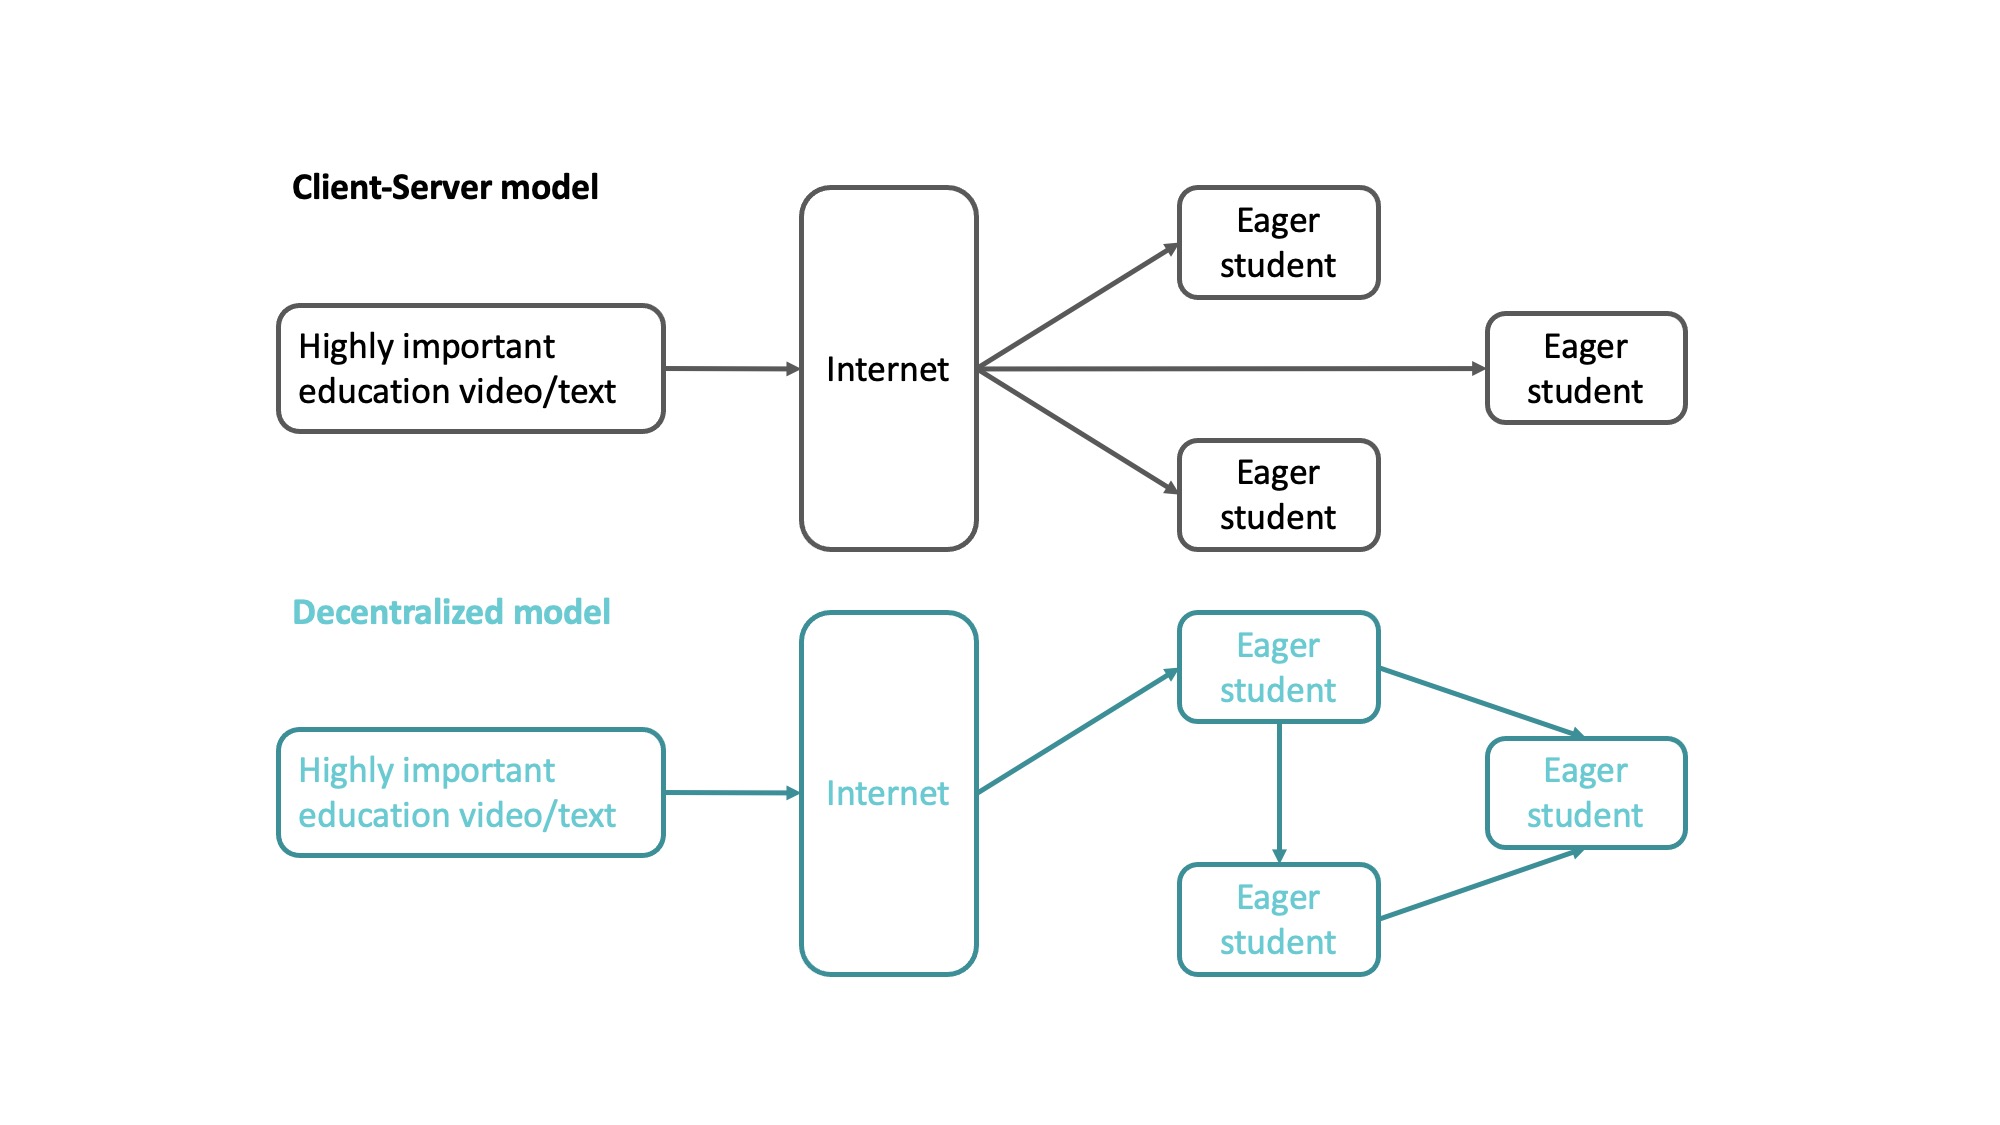 Client-Server model
Highly important
education video/text
Internet
Eager
student
Eager
student
Eager
student
Decentralized model
Highly important
education video/text
Internet
Eager
student
Eager
student
Eager
student